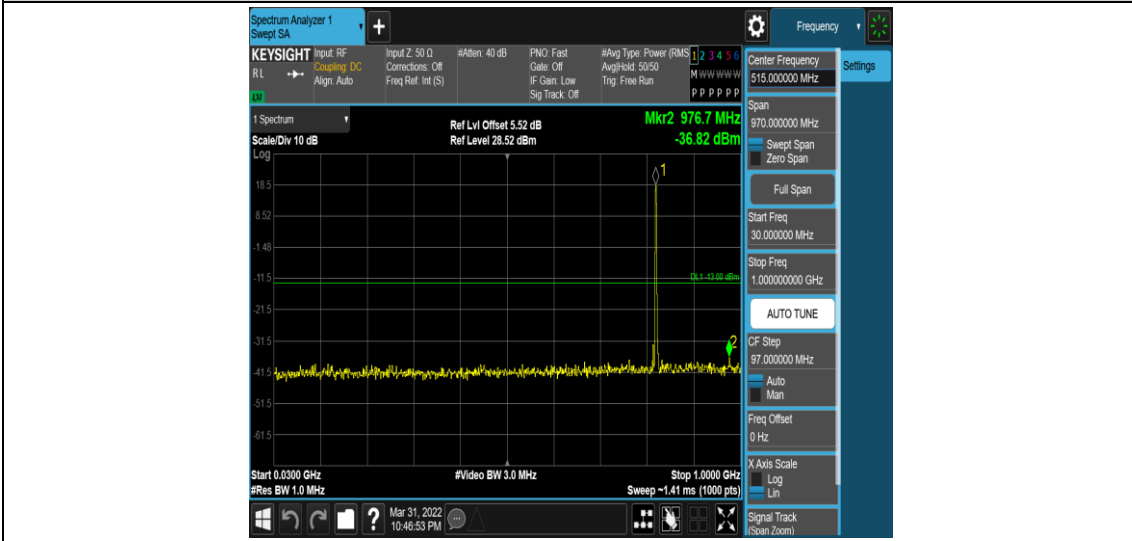 Spectrum Analyzer 1
Swept SA
+
Frequency
KEYSIGHT
RL
Input: RF
Coupling: DC
Align: Auto
Input Z: 50 Ω
Corrections: Off
Freq Ref: Int (S)
#Atten: 40 dB
PNO: Fast
Gate: Off
IF Gain: Low
Sig Track: Off
#Avg Type: Power (RMS
Avg|Hold: 50/50
Trig: Free Run
1 2 3 4 5 6
M W W W W W
P P P P P P
1 Spectrum
Scale/Div 10 dB
Log
Ref Lvl Offset 5.52 dB
Ref Level 28.52 dBm
Mkr2 976.7 MHz
-36.82 dBm
18.5
8.52
-1.48
-11.5
-21.5
-31.5
-41.5
-51.5
-61.5
1
DL1 -13.00 dBm
2
Start 0.0300 GHz
#Res BW 1.0 MHz
#Video BW 3.0 MHz
Stop 1.0000 GHz
Sweep ~1.41 ms (1000 pts)
Center Frequency
515.000000 MHz
Settings
Span
970.000000 MHz
Swept Span
Zero Span
Full Span
Start Freq
30.000000 MHz
Stop Freq
1.000000000 GHz
AUTO TUNE
CF Step
97.000000 MHz
Auto
Man
Freq Offset
0 Hz
X Axis Scale
Log
Lin
Signal Track
(Span Zoom)
?
Mar 31, 2022
10:46:53 PM